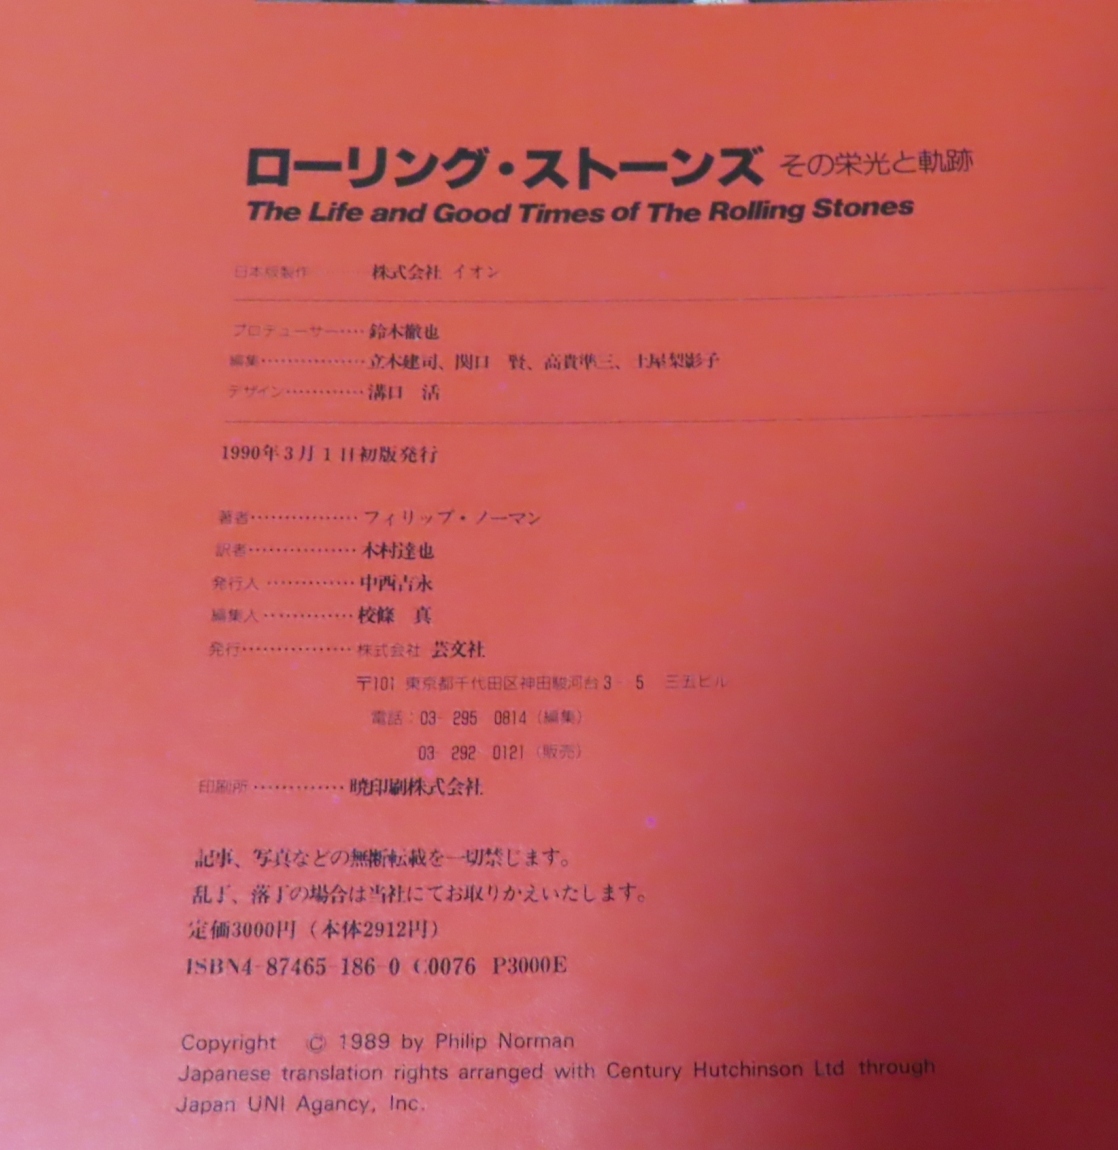 ローリング・ストーンズ その栄光と軌跡
The Life and Good Times of The Rolling Stones
日本版製作 株式会社 イオン
プロデューサー‥‥鈴木徹也
編集‥‥‥‥‥‥‥立木建司、関口 賢、高貴準三、土屋梨影子
デザイン‥‥‥‥‥溝口 活
1990年3月1日初版発行
著者‥‥‥‥‥‥‥フィリップ・ノーマン
訳者‥‥‥‥‥‥‥木村達也
発行人‥‥‥‥‥‥中西吉永
編集人‥‥‥‥‥‥校條 真
発行‥‥‥‥‥‥‥株式会社 芸文社
〒101 東京都千代田区神田駿河台3-5 三五ビル
電話：03-295-0814（編集）
03-292-0121（販売）
印刷所‥‥‥‥‥‥暁印刷株式会社
記事、写真などの無断転載を一切禁じます。
乱丁、落丁の場合は当社にてお取りかえいたします。
定価3000円（本体2912円）
ISBN4-87465-186-0 C0076 P3000E
Copyright © 1989 by Philip Norman
Japanese translation rights arranged with Century Hutchinson Ltd through
Japan UNI Agancy, Inc.